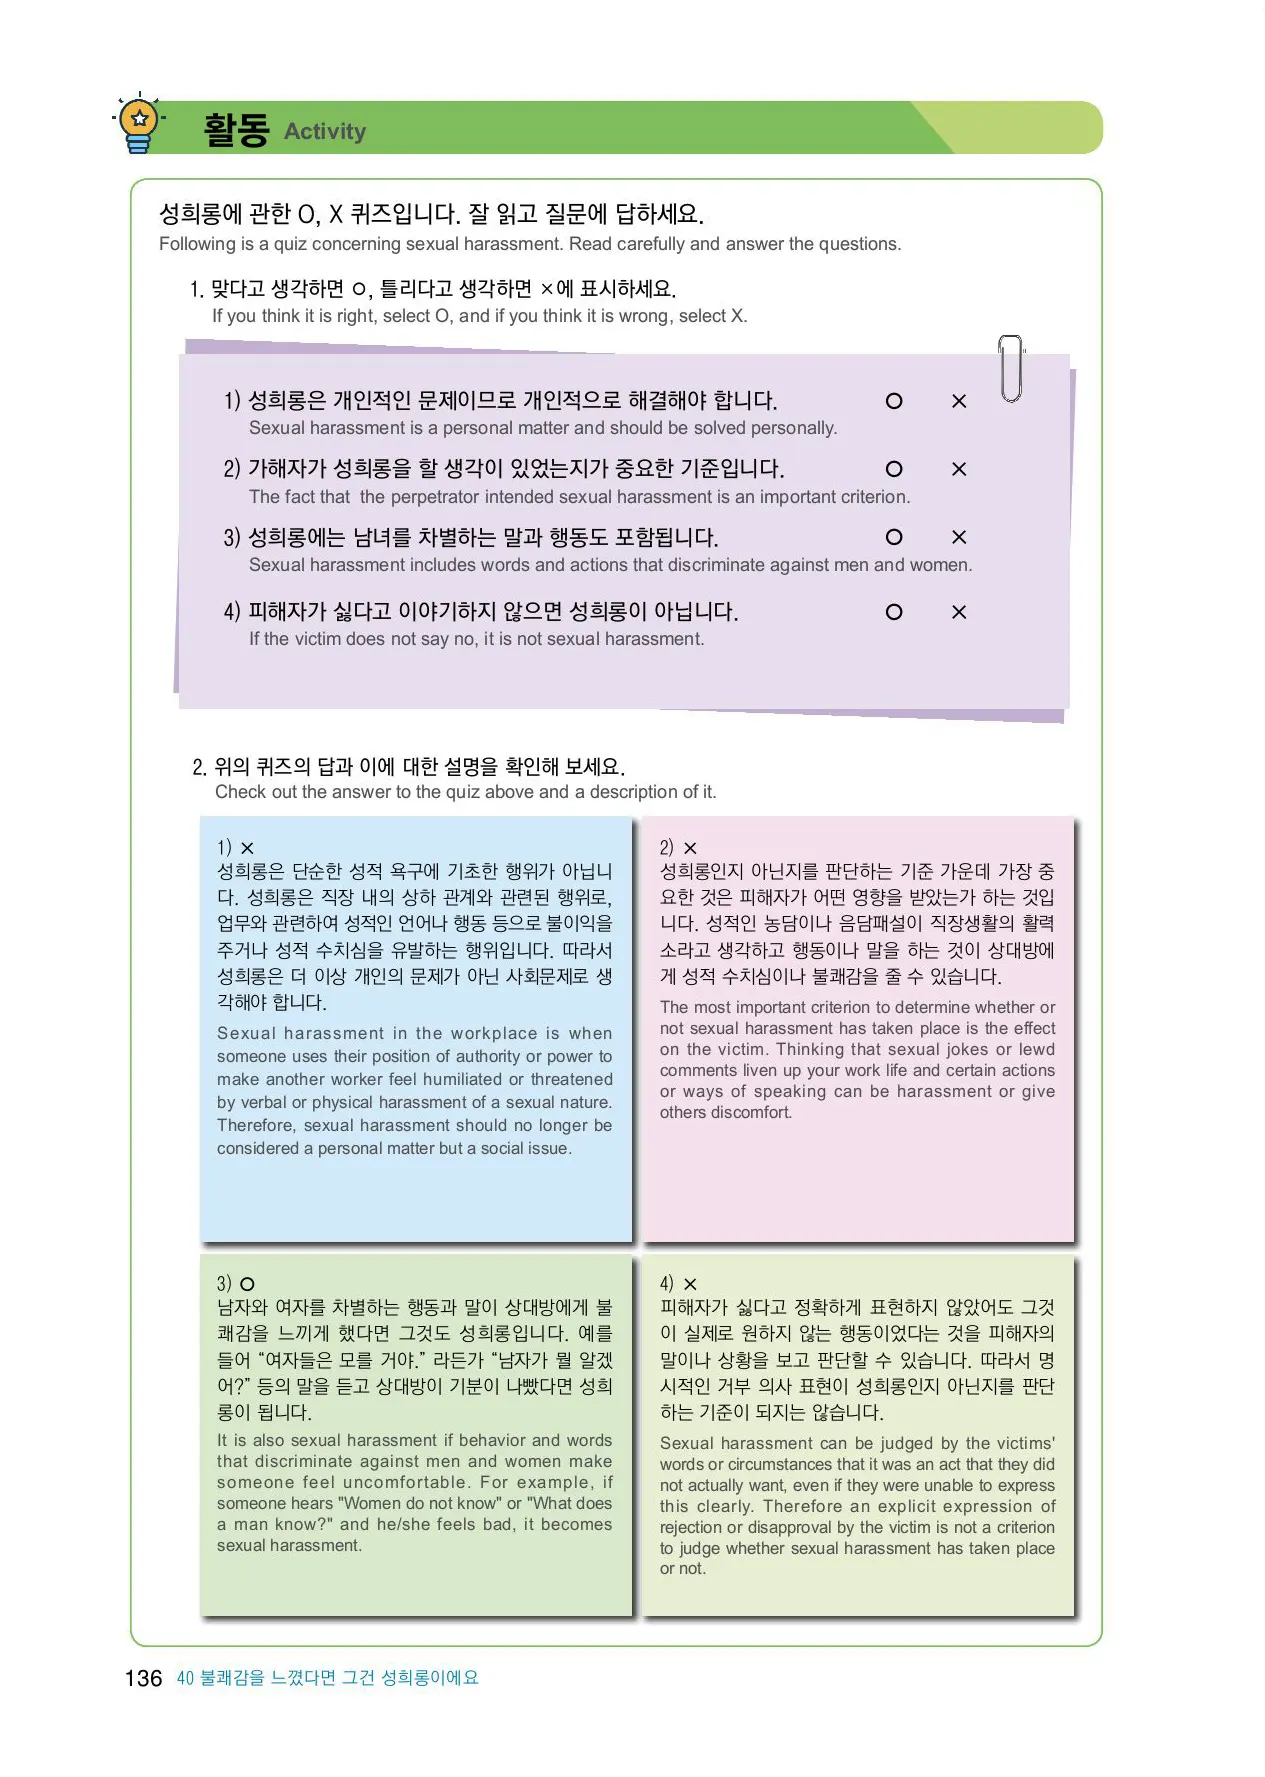 활동 Activity
성희롱에 관한 O, X 퀴즈입니다. 잘 읽고 질문에 답하세요.
Following is a quiz concerning sexual harassment. Read carefully and answer the questions.
1. 맞다고 생각하면 ○, 틀리다고 생각하면 ×에 표시하세요.
If you think it is right, select O, and if you think it is wrong, select X.
1) 성희롱은 개인적인 문제이므로 개인적으로 해결해야 합니다. ○ ×
Sexual harassment is a personal matter and should be solved personally.
2) 가해자가 성희롱을 할 생각이 있었는지가 중요한 기준입니다. ○ ×
The fact that the perpetrator intended sexual harassment is an important criterion.
3) 성희롱에는 남녀를 차별하는 말과 행동도 포함됩니다. ○ ×
Sexual harassment includes words and actions that discriminate against men and women.
4) 피해자가 싫다고 이야기하지 않으면 성희롱이 아닙니다. ○ ×
If the victim does not say no, it is not sexual harassment.
2. 위의 퀴즈의 답과 이에 대한 설명을 확인해 보세요.
Check out the answer to the quiz above and a description of it.
1) ×
성희롱은 단순한 성적 욕구에 기초한 행위가 아닙니
다. 성희롱은 직장 내의 상하 관계와 관련된 행위로,
업무와 관련하여 성적인 언어나 행동 등으로 불이익을
주거나 성적 수치심을 유발하는 행위입니다. 따라서
성희롱은 더 이상 개인의 문제가 아닌 사회문제로 생
각해야 합니다.
Sexual harassment in the workplace is when
someone uses their position of authority or power to
make another worker feel humiliated or threatened
by verbal or physical harassment of a sexual nature.
Therefore, sexual harassment should no longer be
considered a personal matter but a social issue.
2) ×
성희롱인지 아닌지를 판단하는 기준 가운데 가장 중
요한 것은 피해자가 어떤 영향을 받았는가 하는 것입
니다. 성적인 농담이나 음담패설이 직장생활의 활력
소라고 생각하고 행동이나 말을 하는 것이 상대방에
게 성적 수치심이나 불쾌감을 줄 수 있습니다.
The most important criterion to determine whether or
not sexual harassment has taken place is the effect
on the victim. Thinking that sexual jokes or lewd
comments liven up your work life and certain actions
or ways of speaking can be harassment or give
others discomfort.
3) ○
남자와 여자를 차별하는 행동과 말이 상대방에게 불
쾌감을 느끼게 했다면 그것도 성희롱입니다. 예를
들어 “여자들은 모를 거야.” 라든가 “남자가 뭘 알겠
어?” 등의 말을 듣고 상대방이 기분이 나빴다면 성희
롱이 됩니다.
It is also sexual harassment if behavior and words
that discriminate against men and women make
someone feel uncomfortable. For example, if
someone hears "Women do not know" or "What does
a man know?" and he/she feels bad, it becomes
sexual harassment.
4) ×
피해자가 싫다고 정확하게 표현하지 않았어도 그것
이 실제로 원하지 않는 행동이었다는 것을 피해자의
말이나 상황을 보고 판단할 수 있습니다. 따라서 명
시적인 거부 의사 표현이 성희롱인지 아닌지를 판단
하는 기준이 되지는 않습니다.
Sexual harassment can be judged by the victims'
words or circumstances that it was an act that they did
not actually want, even if they were unable to express
this clearly. Therefore an explicit expression of
rejection or disapproval by the victim is not a criterion
to judge whether sexual harassment has taken place
or not.
136 40 불쾌감을 느꼈다면 그건 성희롱이에요